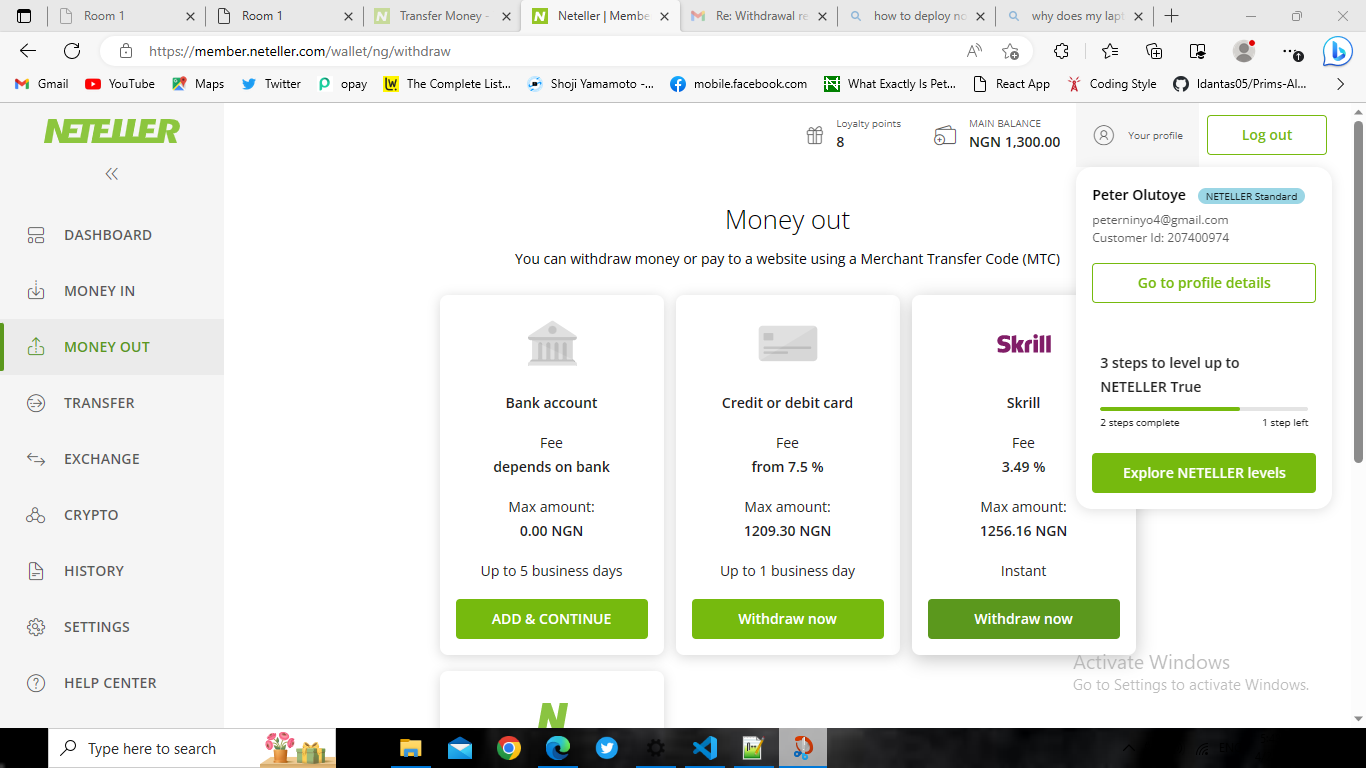 Room 1
Room 1
Transfer Money -
Neteller | Membe
Re: Withdrawal re
how to deploy no
why does my lapt
https://member.neteller.com/wallet/ng/withdraw
Gmail
YouTube
Maps
Twitter
opay
The Complete List...
Shoji Yamamoto -...
mobile.facebook.com
What Exactly Is Pet...
React App
Coding Style
Idantas05/Prims-Al...
NETELLER
Loyalty points
8
MAIN BALANCE
NGN 1,300.00
Your profile
Log out
DASHBOARD
MONEY IN
MONEY OUT
TRANSFER
EXCHANGE
CRYPTO
HISTORY
SETTINGS
HELP CENTER
Money out
You can withdraw money or pay to a website using a Merchant Transfer Code (MTC)
Bank account
Fee
depends on bank
Max amount:
0.00 NGN
Up to 5 business days
ADD & CONTINUE
Credit or debit card
Fee
from 7.5 %
Max amount:
1209.30 NGN
Up to 1 business day
Withdraw now
Skrill
Skrill
Fee
3.49 %
Max amount:
1256.16 NGN
Instant
Withdraw now
Peter Olutoye NETELLER Standard
peterninyo4@gmail.com
Customer Id: 207400974
Go to profile details
3 steps to level up to
NETELLER True
2 steps complete 1 step left
Explore NETELLER levels
Activate Windows
Go to Settings to activate Windows.
Type here to search